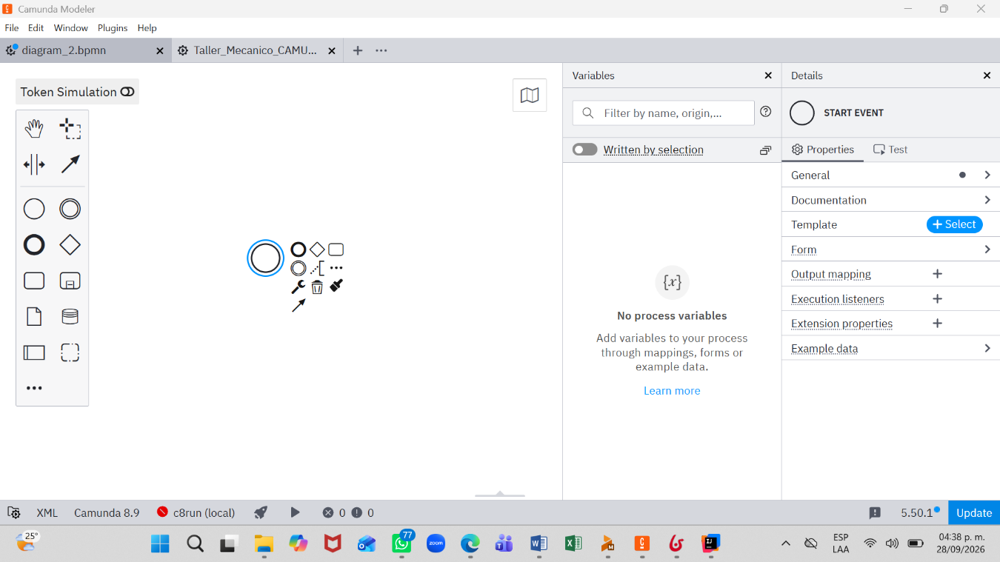 Camunda Modeler
File Edit Window Plugins Help
diagram_2.bpmn
Taller_Mecanico_CAMU...
Token Simulation
Variables
Filter by name, origin,...
Written by selection
{x}
No process variables
Add variables to your process
through mappings, forms or
example data.
Learn more
Details
START EVENT
Properties
Test
General
Documentation
Template
Select
Form
Output mapping
Execution listeners
Extension properties
Example data
XML
Camunda 8.9
c8run (local)
0
0
5.50.1
Update
25°
77
zoom
W
X
M
IJ
ESP
LAA
04:38 p. m.
28/09/2026